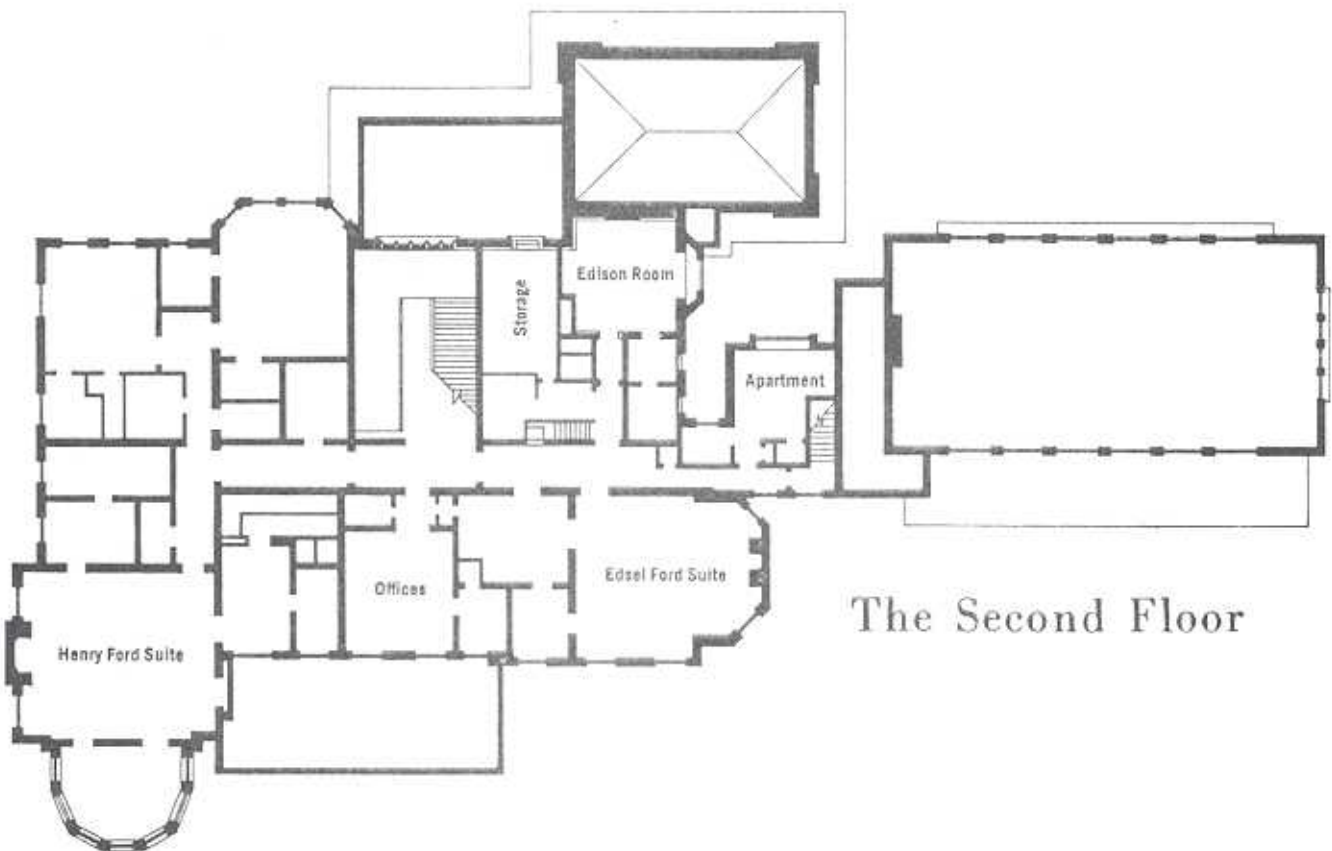 Edison Room
Storage
Apartment
Edsel Ford Suite
Offices
The Second Floor
Henry Ford Suite